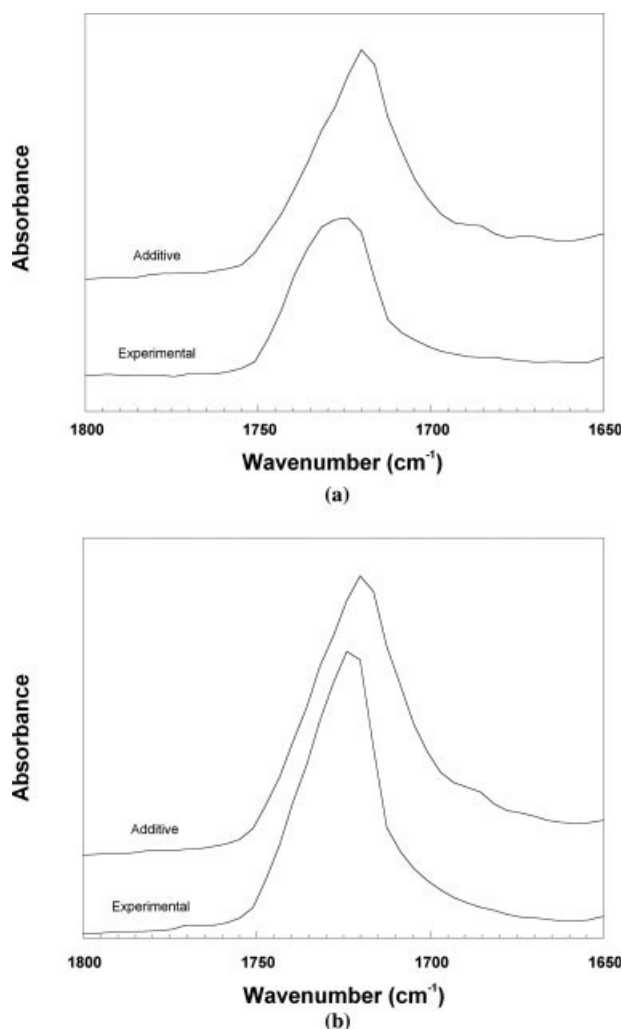 Absorbance
Additive
Experimental
1800 1750 1700 1650
Wavenumber (cm⁻¹)
(a)
Absorbance
Additive
Experimental
1800 1750 1700 1650
Wavenumber (cm⁻¹)
(b)